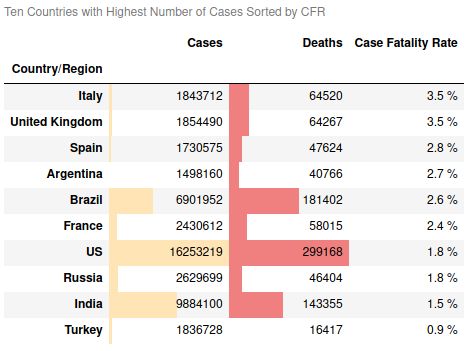 Ten Countries with Highest Number of Cases Sorted by CFR
Cases Deaths Case Fatality Rate
Country/Region
Italy 1843712 64520 3.5 %
United Kingdom 1854490 64267 3.5 %
Spain 1730575 47624 2.8 %
Argentina 1498160 40766 2.7 %
Brazil 6901952 181402 2.6 %
France 2430612 58015 2.4 %
US 16253219 299168 1.8 %
Russia 2629699 46404 1.8 %
India 9884100 143355 1.5 %
Turkey 1836728 16417 0.9 %